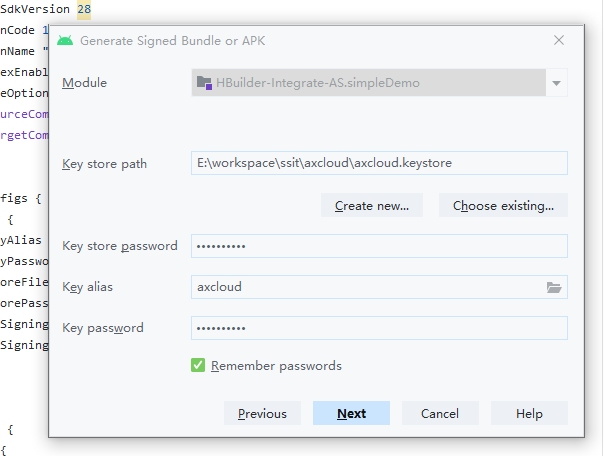 SdkVersion 28
nCode 1
nName "
exEnabl
eOption
urceCom
rgetCom
figs {
{
yAlias
yPasswo
oreFile
orePass
Signing
Signing
{
{
Generate Signed Bundle or APK
Module
HBuilder-Integrate-AS.simpleDemo
Key store path
E:\workspace\ssit\axcloud\axcloud.keystore
Create new... Choose existing...
Key store password ••••••••••
Key alias axcloud
Key password ••••••••••
Remember passwords
Previous Next Cancel Help